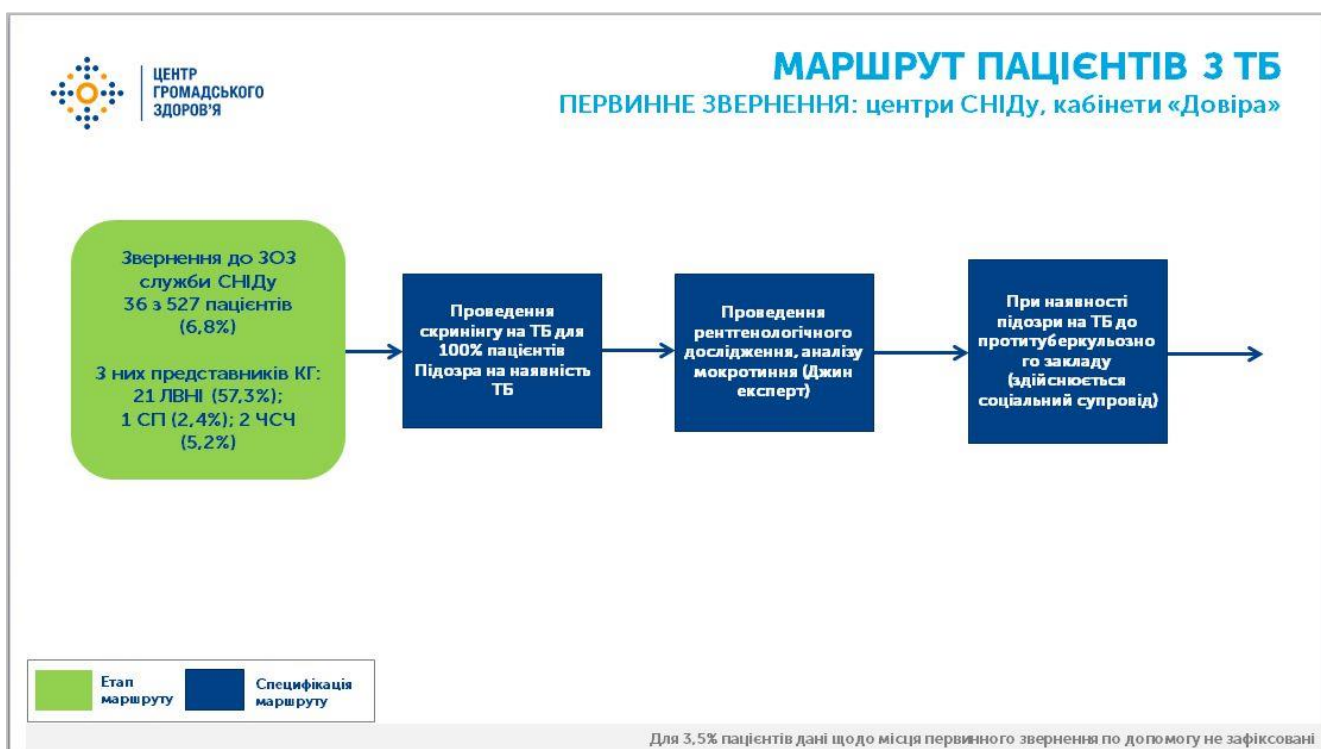 ЦЕНТР
ГРОМАДСЬКОГО
ЗДОРОВ'Я
МАРШРУТ ПАЦІЄНТІВ З ТБ
ПЕРВИННЕ ЗВЕРНЕННЯ: центри СНІДу, кабінети «Довіра»
Звернення до ЗОЗ
служби СНІДу
36 з 527 пацієнтів
(6,8%)
З них представників КГ:
21 ЛВНІ (57,3%);
1 СП (2,4%); 2 ЧСЧ
(5,2%)
Проведення
скринінгу на ТБ для
100% пацієнтів
Підозра на наявність
ТБ
Проведення
рентгенологічного
дослідження, аналізу
мокротиння (Джин
експерт)
При наявності
підозри на ТБ до
протитуберкульозно
го закладу
(здійснюється
соціальний супровід)
Етап
маршруту
Специфікація
маршруту
Для 3,5% пацієнтів дані щодо місця первинного звернення по допомогу не зафіксовані